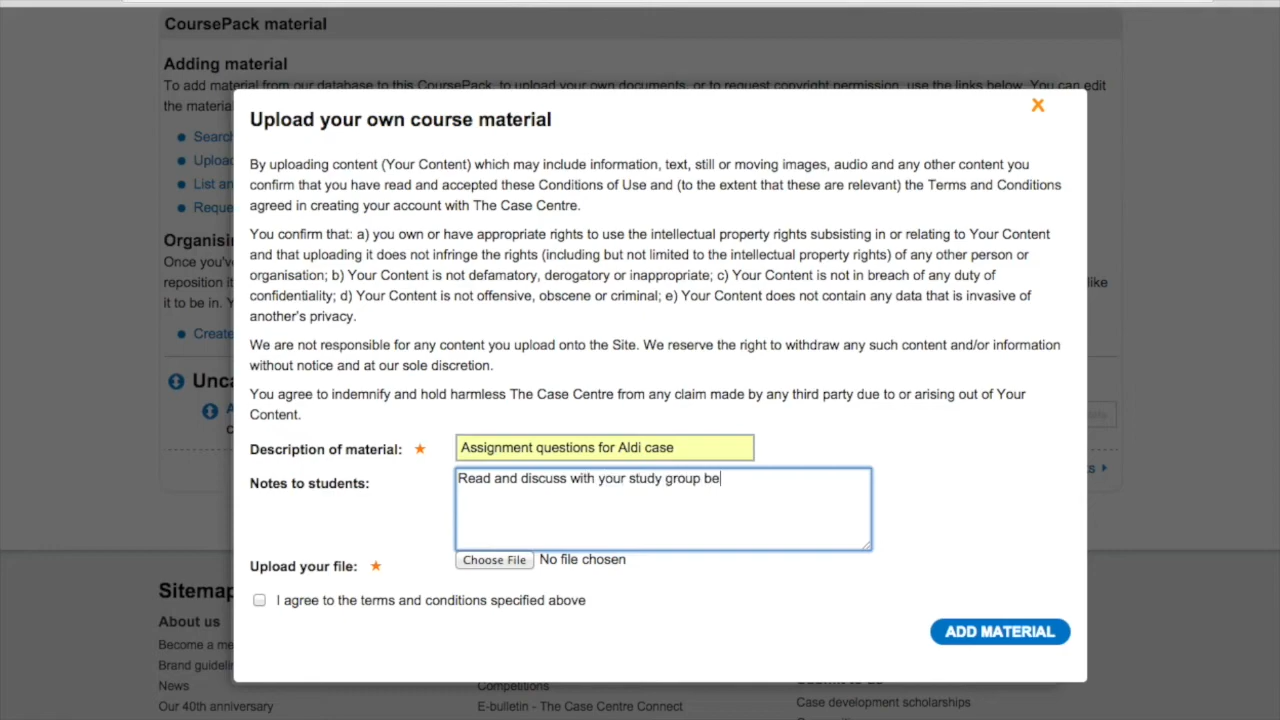 CoursePack material
Adding material
To add material from our database to this CoursePack, to upload your own documents, or to request copyright permission, use the links below. You can edit
the materia
Search
Uploa
List an
Reque
Organisi
Once you've
reposition i
like
it to be in. Y
Create
Unca
A
c
s
X
Upload your own course material
By uploading content (Your Content) which may include information, text, still or moving images, audio and any other content you
confirm that you have read and accepted these Conditions of Use and (to the extent that these are relevant) the Terms and Conditions
agreed in creating your account with The Case Centre.
You confirm that: a) you own or have appropriate rights to use the intellectual property rights subsisting in or relating to Your Content
and that uploading it does not infringe the rights (including but not limited to the intellectual property rights) of any other person or
organisation; b) Your Content is not defamatory, derogatory or inappropriate; c) Your Content is not in breach of any duty of
confidentiality; d) Your Content is not offensive, obscene or criminal; e) Your Content does not contain any data that is invasive of
another's privacy.
We are not responsible for any content you upload onto the Site. We reserve the right to withdraw any such content and/or information
without notice and at our sole discretion.
You agree to indemnify and hold harmless The Case Centre from any claim made by any third party due to or arising out of Your
Content.
Description of material: Assignment questions for Aldi case
Notes to students: Read and discuss with your study group be
Upload your file: Choose File No file chosen
I agree to the terms and conditions specified above
ADD MATERIAL
Sitemap
About us
Become a me
Brand guidelin
News
Our 40th anniversary
Competitions
E-bulletin - The Case Centre Connect
Case development scholarships